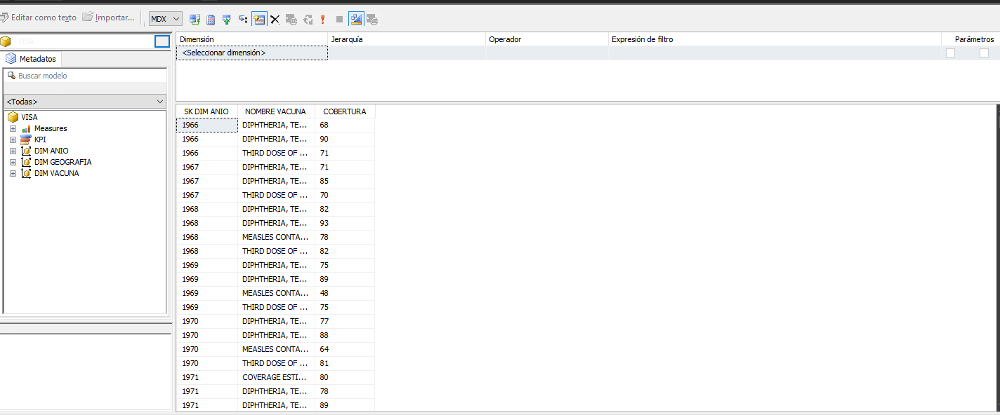 Editar como texto Importar... MDX
VISA
Metadatos
Buscar modelo
<Todas>
VISA
Measures
KPI
DIM ANIO
DIM GEOGRAFIA
DIM VACUNA
Dimensión Jerarquía Operador Expresión de filtro Parámetros
<Seleccionar dimensión>
SK DIM ANIO NOMBRE VACUNA COBERTURA
1966 DIPHTHERIA, TE... 68
1966 DIPHTHERIA, TE... 90
1966 THIRD DOSE OF ... 71
1967 DIPHTHERIA, TE... 71
1967 DIPHTHERIA, TE... 85
1967 THIRD DOSE OF ... 70
1968 DIPHTHERIA, TE... 82
1968 DIPHTHERIA, TE... 93
1968 MEASLES CONTA... 78
1968 THIRD DOSE OF ... 82
1969 DIPHTHERIA, TE... 75
1969 DIPHTHERIA, TE... 89
1969 MEASLES CONTA... 48
1969 THIRD DOSE OF ... 75
1970 DIPHTHERIA, TE... 77
1970 DIPHTHERIA, TE... 88
1970 MEASLES CONTA... 64
1970 THIRD DOSE OF ... 81
1971 COVERAGE ESTI... 80
1971 DIPHTHERIA, TE... 78
1971 DIPHTHERIA, TE... 89